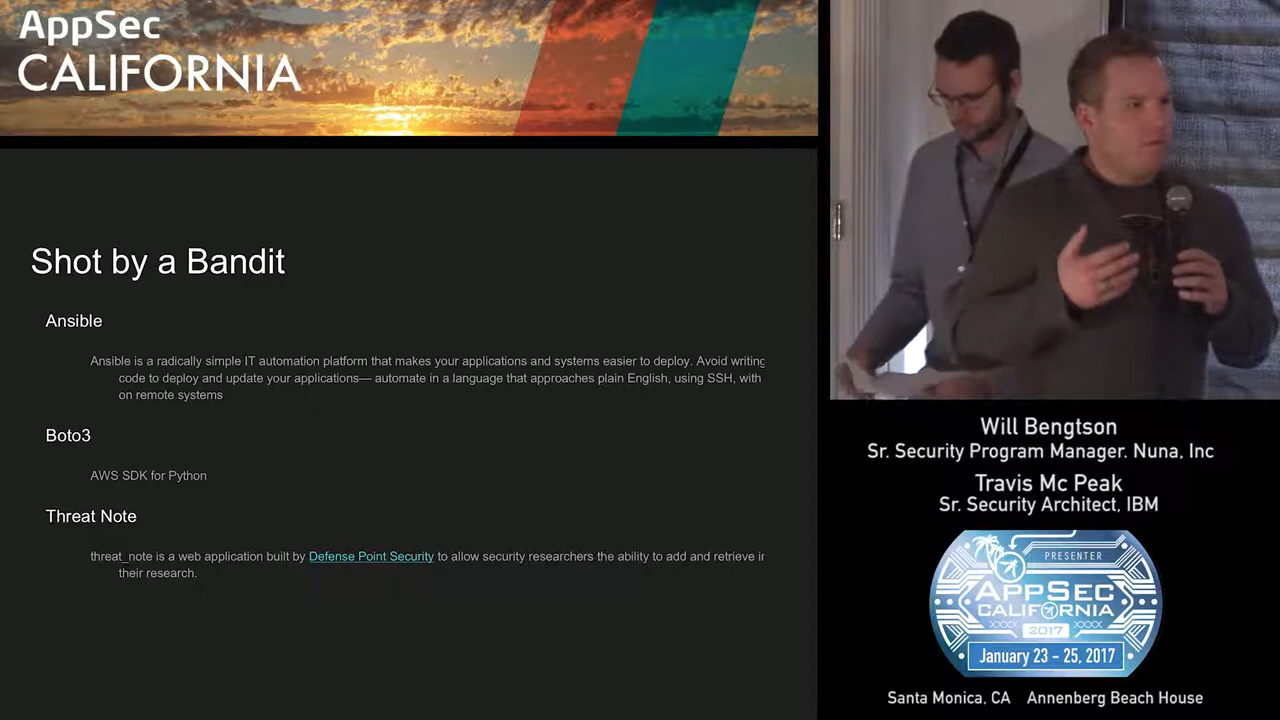 AppSec
CALIFORNIA
Shot by a Bandit
Ansible
Ansible is a radically simple IT automation platform that makes your applications and systems easier to deploy. Avoid writing
code to deploy and update your applications— automate in a language that approaches plain English, using SSH, with
on remote systems
Boto3
AWS SDK for Python
Threat Note
threat_note is a web application built by Defense Point Security to allow security researchers the ability to add and retrieve
their research.
Will Bengtson
Sr. Security Program Manager. Nuna, Inc
Travis Mc Peak
Sr. Security Architect, IBM
PRESENTER
APPSEC
CALIFORNIA
2017
January 23 - 25, 2017
Santa Monica, CA Annenberg Beach House